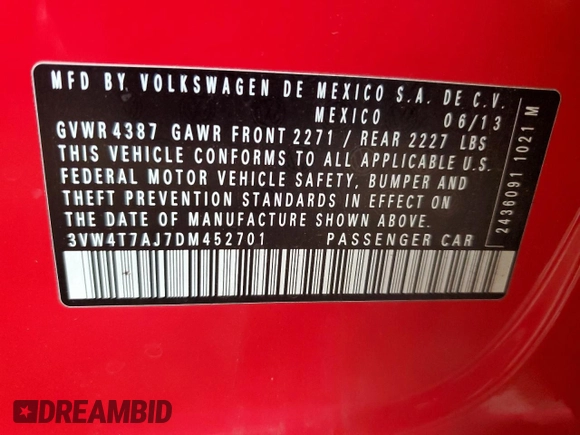 MFD BY VOLKSWAGEN DE MEXICO S.A. DE C.V.
MEXICO 06/13
GVWR 4387 GAWR FRONT 2271 / REAR 2227 LBS
THIS VEHICLE CONFORMS TO ALL APPLICABLE U.S.
FEDERAL MOTOR VEHICLE SAFETY, BUMPER AND
THEFT PREVENTION STANDARDS IN EFFECT ON
THE DATE OF MANUFACTURE SHOWN ABOVE.
3VW4T7AJ7DM452701 PASSENGER CAR
2436091 1021 M
DREAMBID